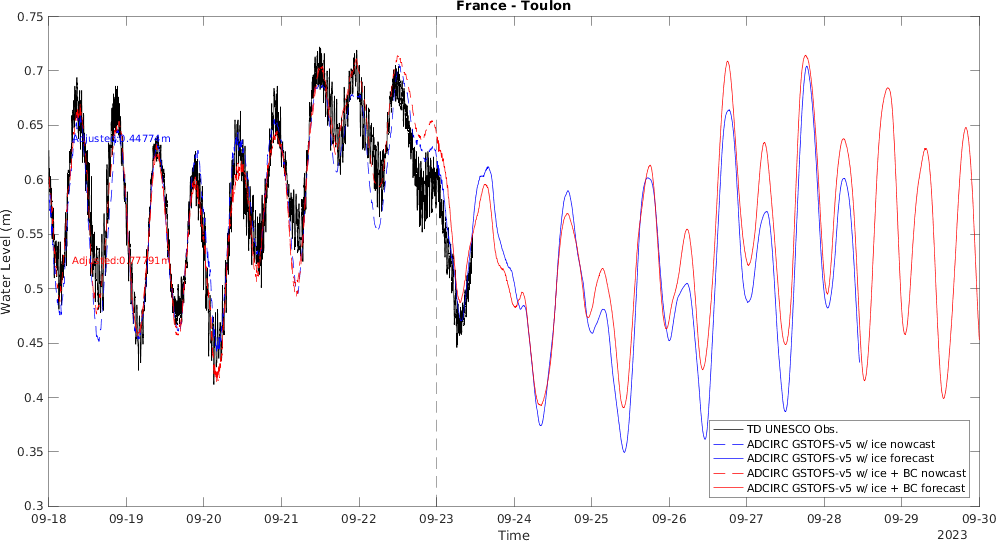 France - Toulon
0.75
0.7
0.65
0.6
0.55
0.5
0.45
0.4
0.35
0.3
Water Level (m)
Adjusted:0.44774m
Adjusted:0.77791m
TD UNESCO Obs.
ADCIRC GSTOFS-v5 w/ ice nowcast
ADCIRC GSTOFS-v5 w/ ice forecast
ADCIRC GSTOFS-v5 w/ ice + BC nowcast
ADCIRC GSTOFS-v5 w/ ice + BC forecast
09-18 09-19 09-20 09-21 09-22 09-23 09-24 09-25 09-26 09-27 09-28 09-29 09-30
Time
2023